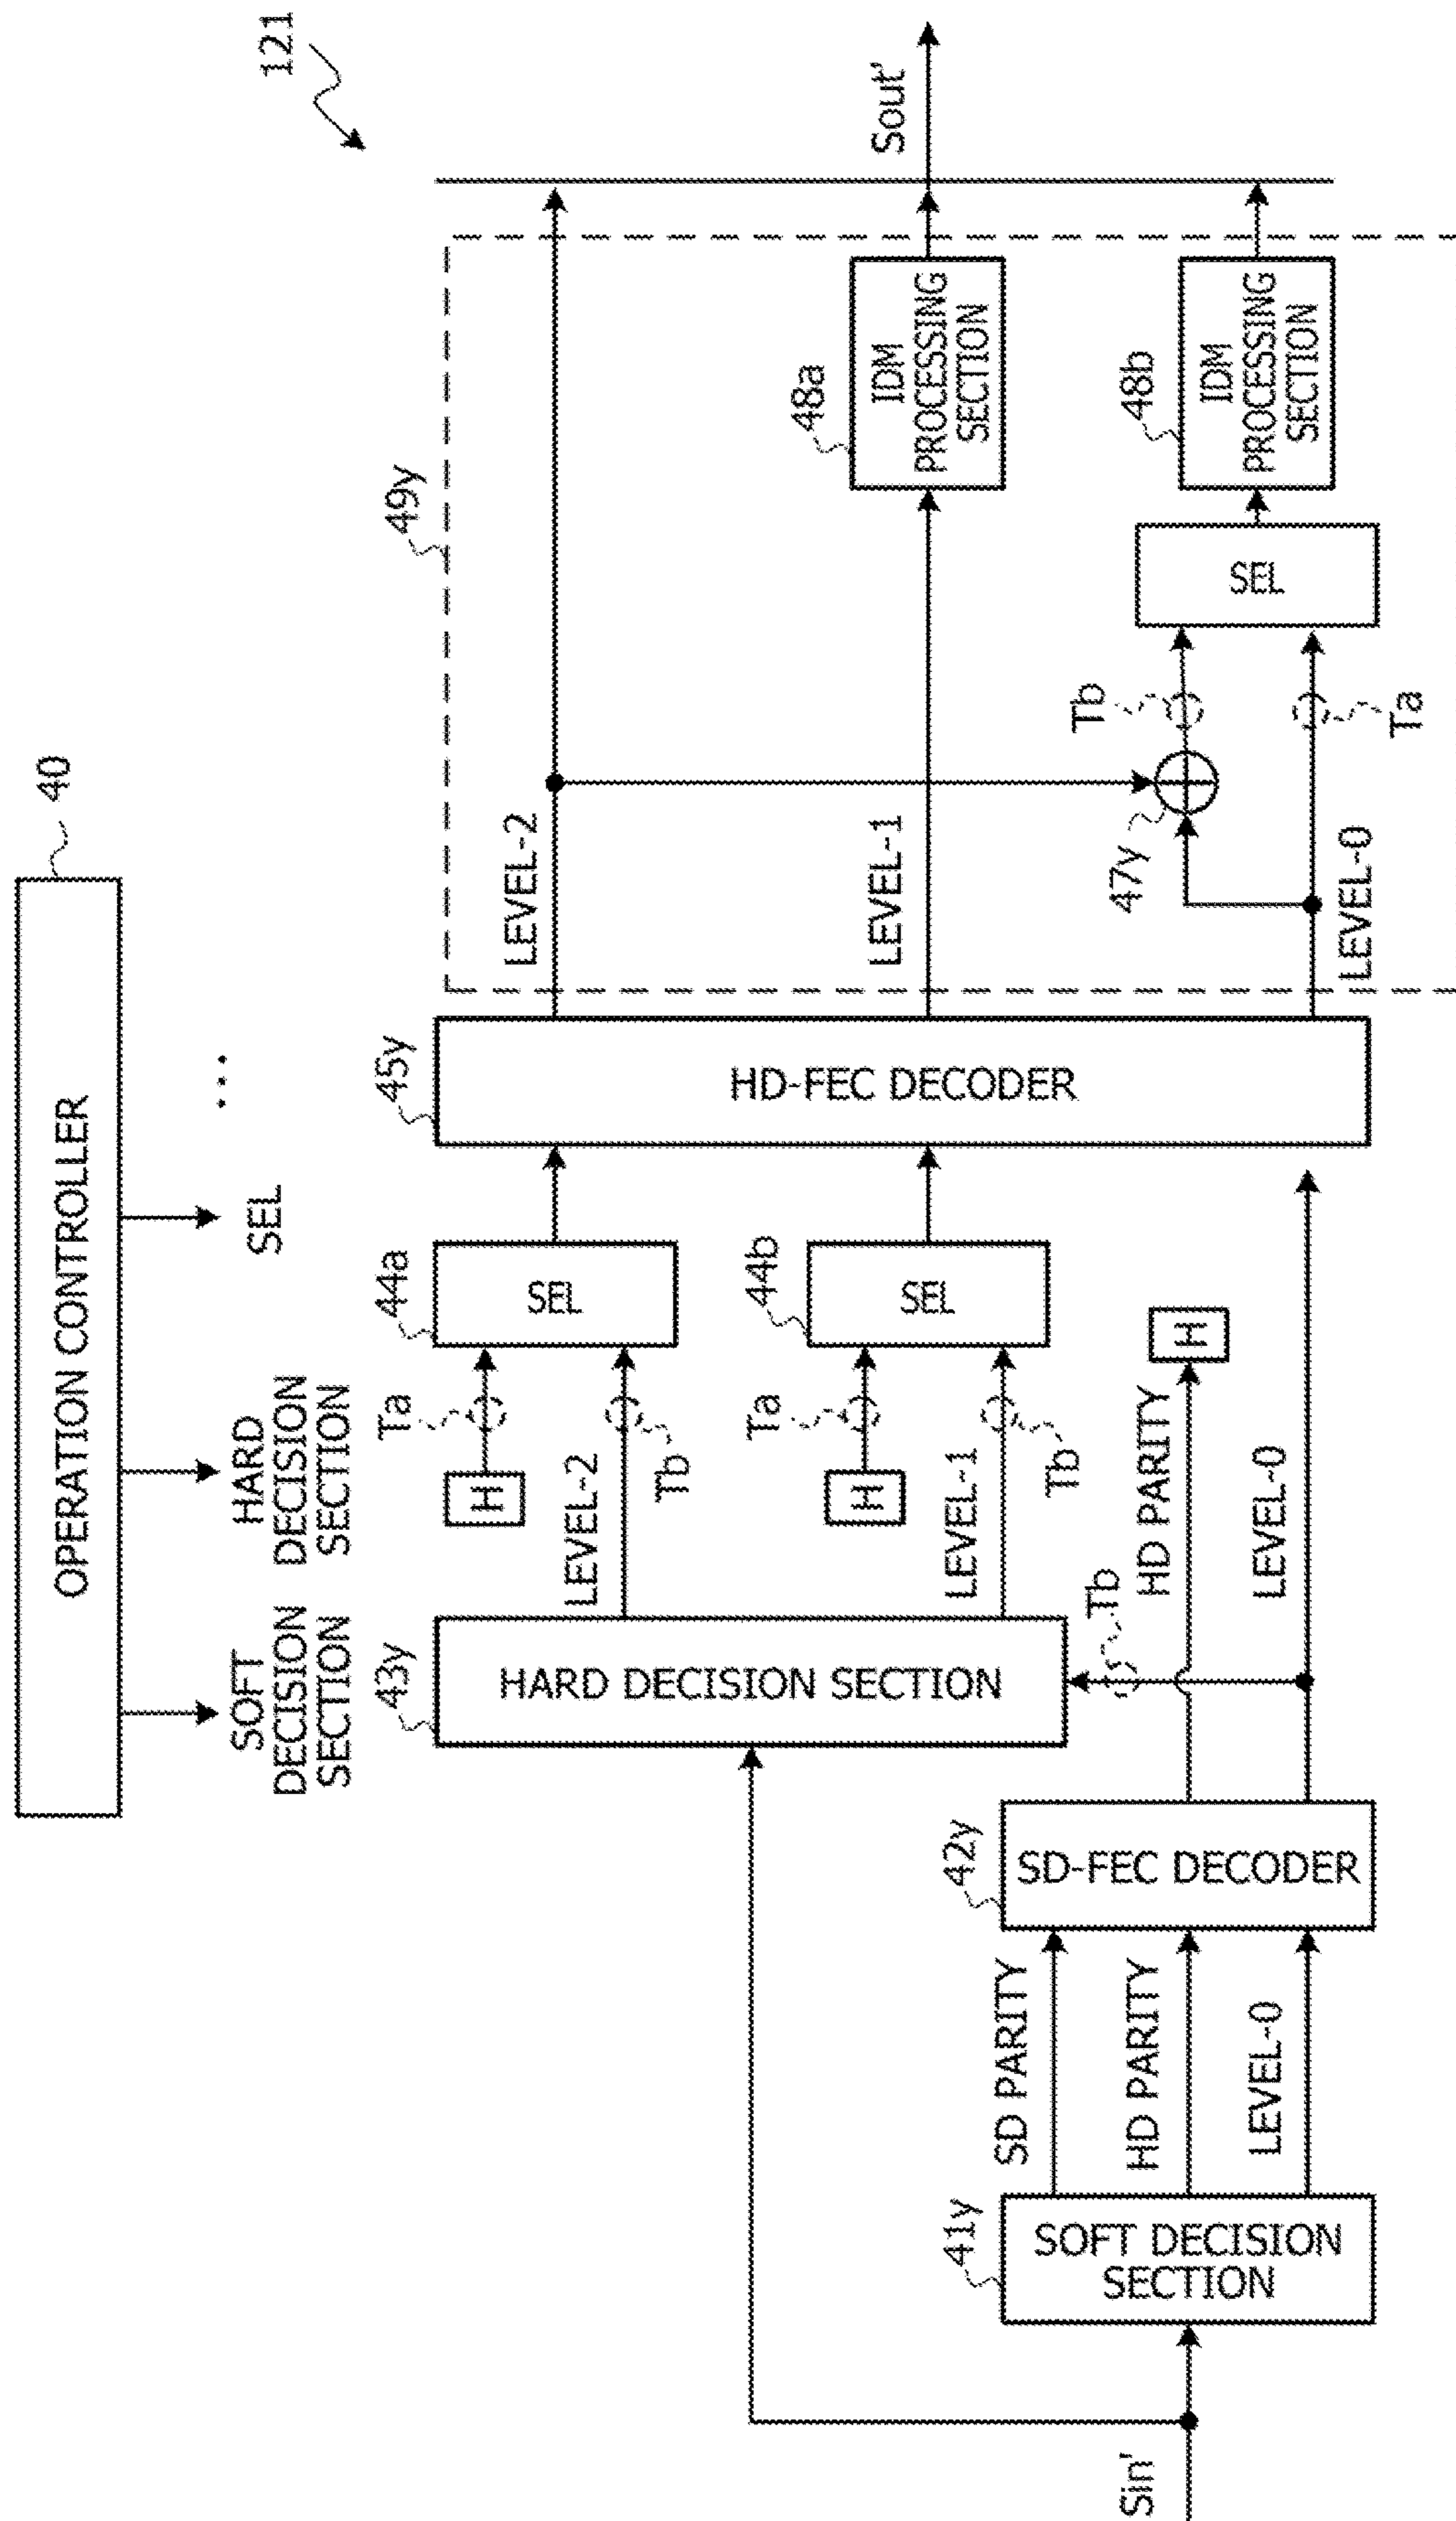 121
40
OPERATION CONTROLLER
SOFT
DECISION
SECTION
HARD
DECISION
SECTION
SEL
...
Sin'
41y
SOFT DECISION
SECTION
SD PARITY
HD PARITY
LEVEL-0
42y
SD-FEC DECODER
43y
HARD DECISION SECTION
Tb
HD PARITY
H
LEVEL-0
LEVEL-2
Tb
H
Ta
44a
SEL
LEVEL-1
Tb
H
Ta
44b
SEL
45y
HD-FEC DECODER
49y
LEVEL-2
LEVEL-1
LEVEL-0
47y
Tb
Ta
SEL
48a
IDM
PROCESSING
SECTION
48b
IDM
PROCESSING
SECTION
Sout'